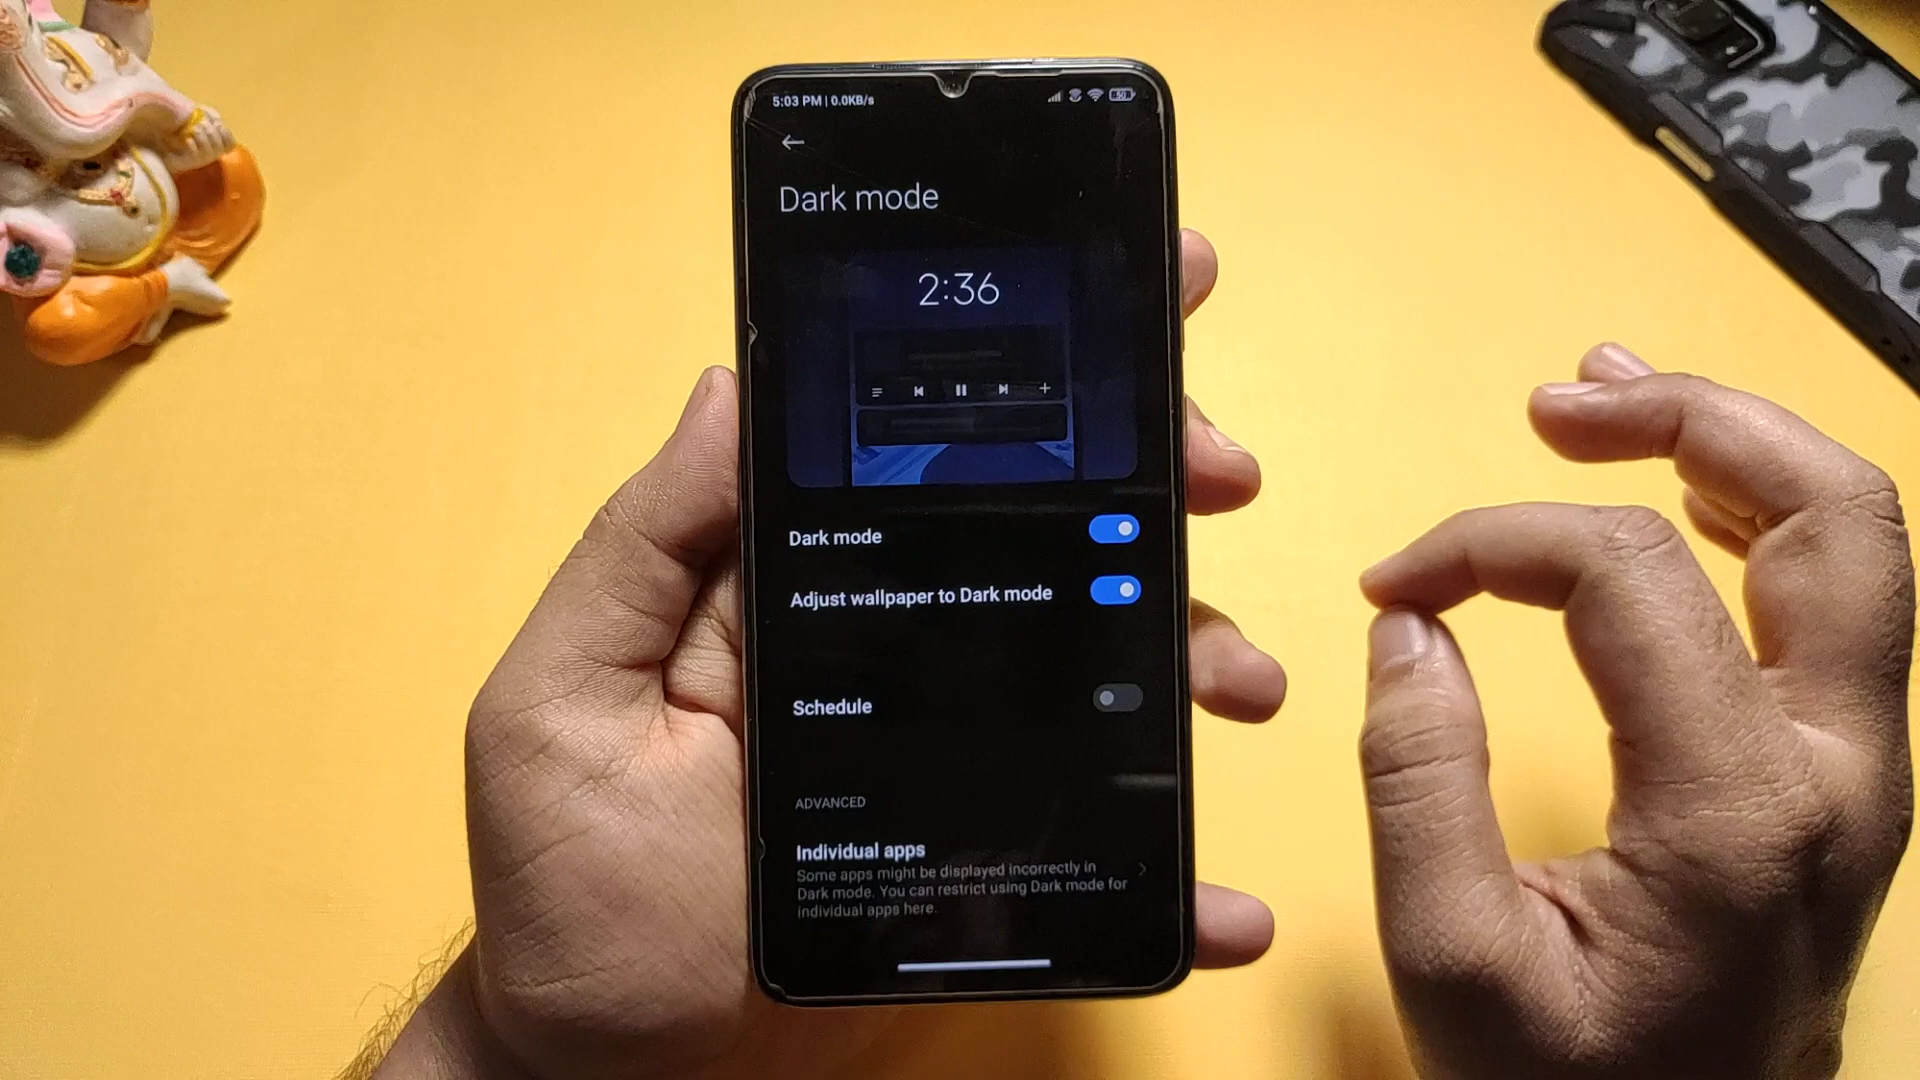 5:03 PM | 0.0KB/s
50
Dark mode
2:36
Dark mode
Adjust wallpaper to Dark mode
Schedule
ADVANCED
Individual apps
Some apps might be displayed incorrectly in
Dark mode. You can restrict using Dark mode for
individual apps here.